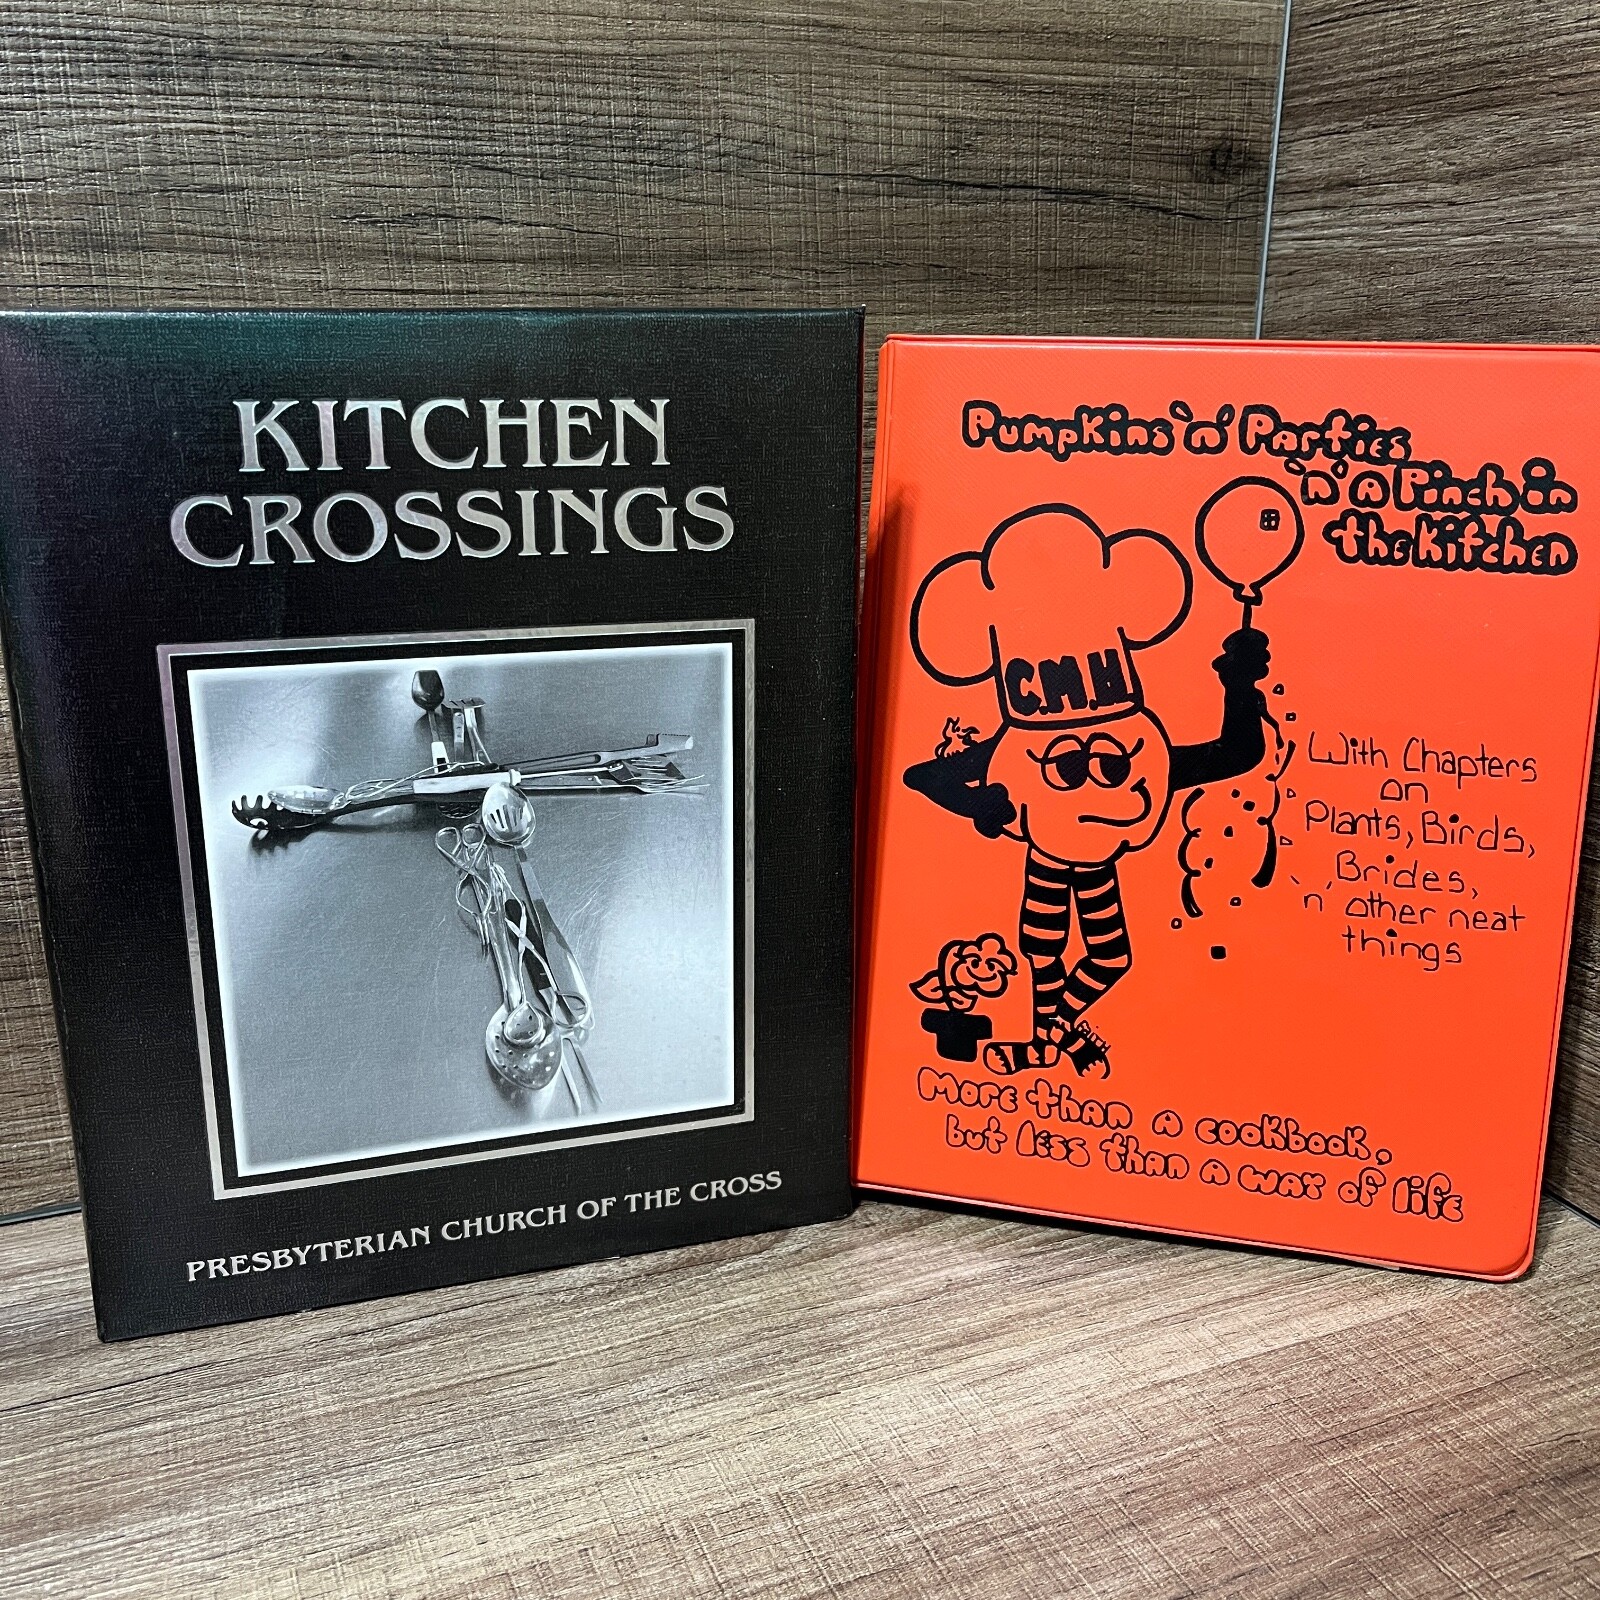 KITCHEN
CROSSINGS
PRESBYTERIAN CHURCH OF THE CROSS
Pumpkins 'n' Parties
'n' A Pinch in
the Kitchen
C.M.H.
With Chapters
on
Plants, Birds,
Brides,
'n' other neat
things
More than a cookbook,
but less than a way of life